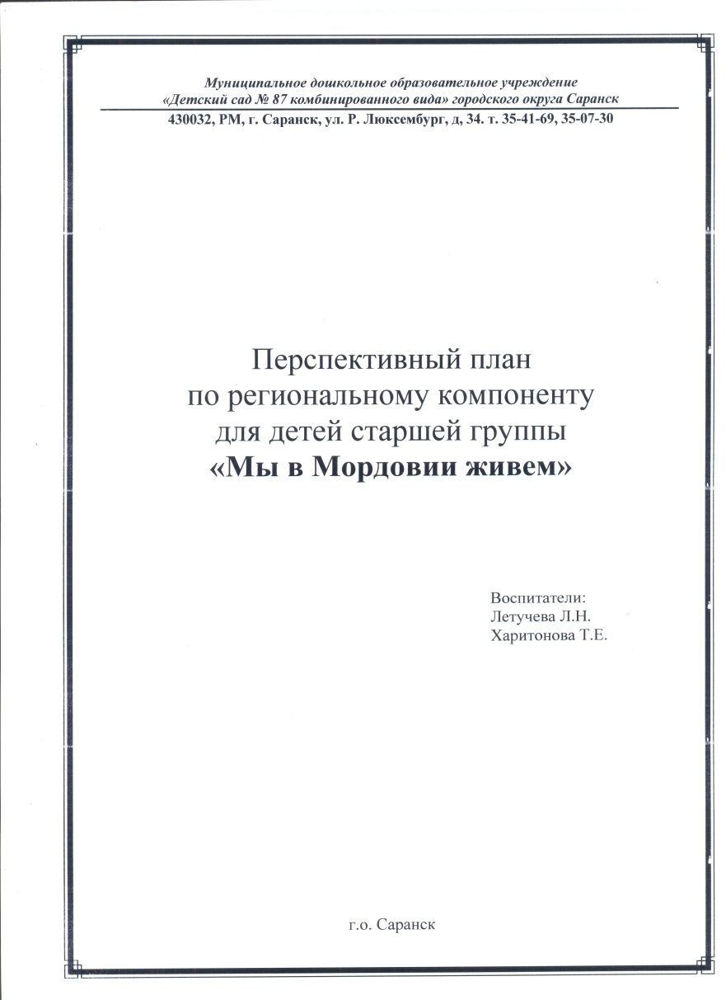 Муниципальное дошкольное образовательное учреждение
«Детский сад № 87 комбинированного вида» городского округа Саранск
430032, РМ, г. Саранск, ул. Р. Люксембург, д, 34. т. 35-41-69, 35-07-30
Перспективный план
по региональному компоненту
для детей старшей группы
«Мы в Мордовии живем»
Воспитатели:
Летучева Л.Н.
Харитонова Т.Е.
г.о. Саранск